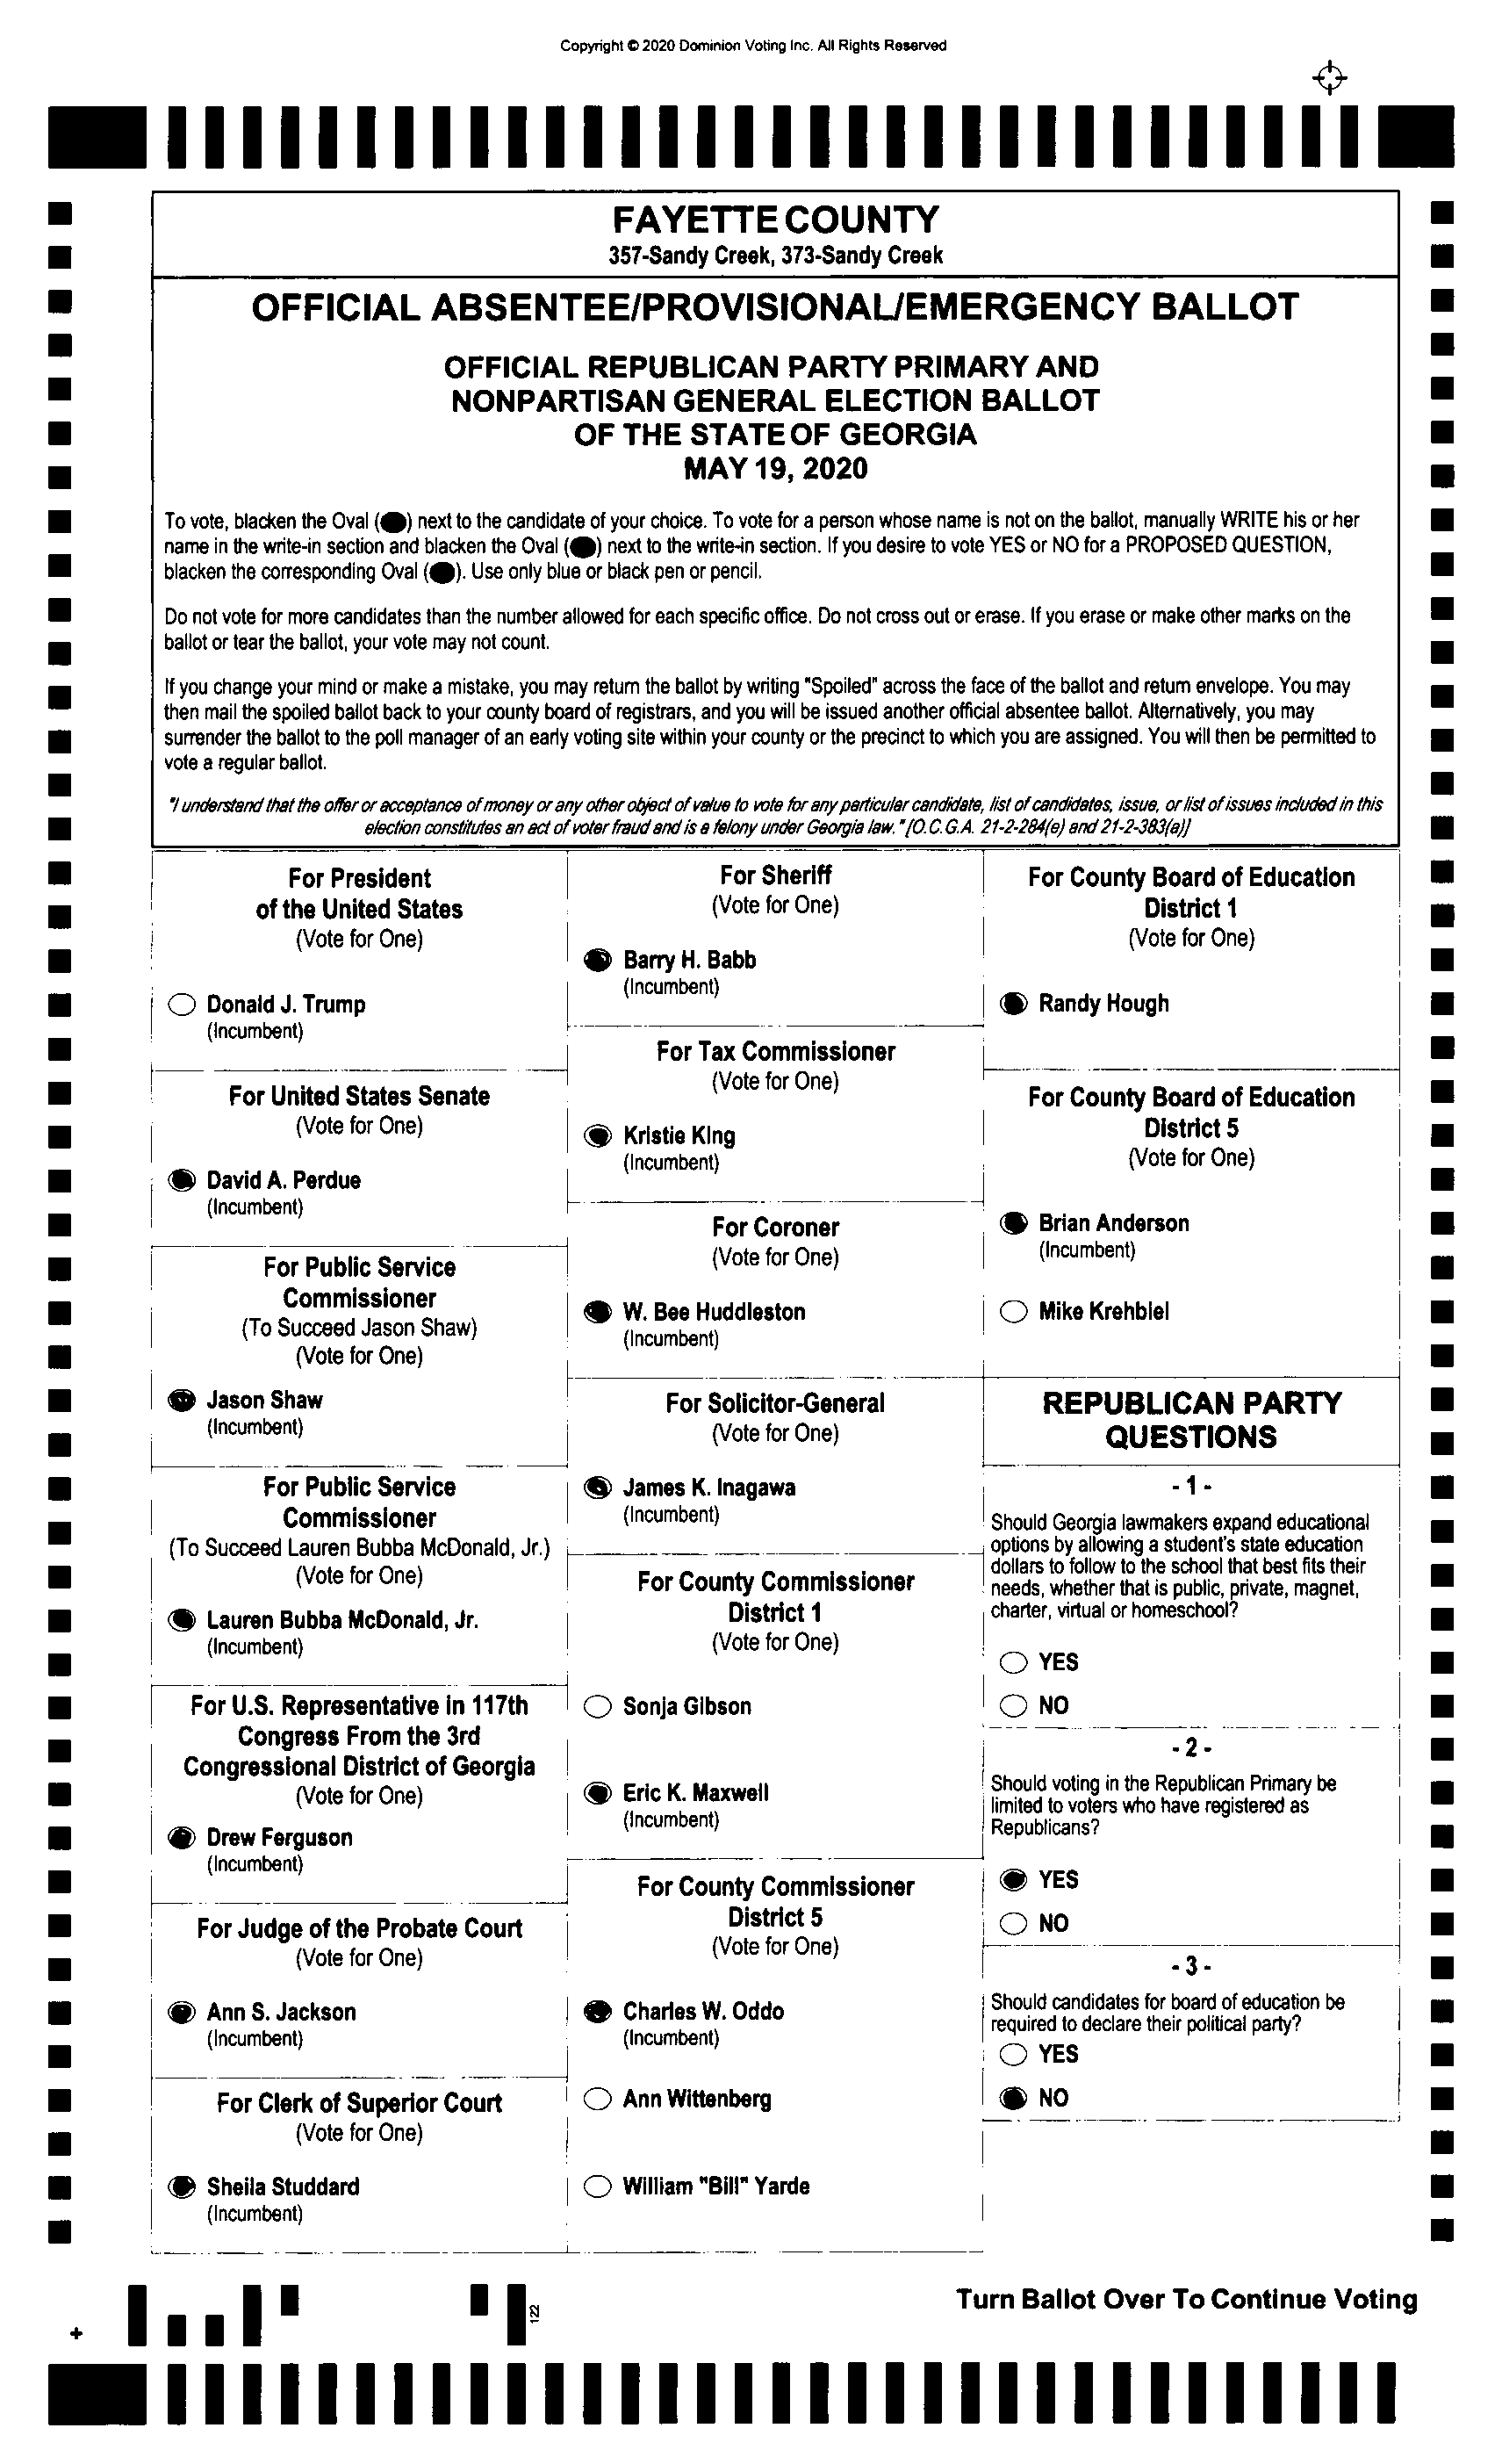 Copyright © 2020 Dominion Voting Inc. All Rights Reserved
FAYETTE COUNTY
357-Sandy Creek, 373-Sandy Creek
OFFICIAL ABSENTEE/PROVISIONAL/EMERGENCY BALLOT
OFFICIAL REPUBLICAN PARTY PRIMARY AND
NONPARTISAN GENERAL ELECTION BALLOT
OF THE STATE OF GEORGIA
MAY 19, 2020
To vote, blacken the Oval (●) next to the candidate of your choice. To vote for a person whose name is not on the ballot, manually WRITE his or her
name in the write-in section and blacken the Oval (●) next to the write-in section. If you desire to vote YES or NO for a PROPOSED QUESTION,
blacken the corresponding Oval (●). Use only blue or black pen or pencil.
Do not vote for more candidates than the number allowed for each specific office. Do not cross out or erase. If you erase or make other marks on the
ballot or tear the ballot, your vote may not count.
If you change your mind or make a mistake, you may return the ballot by writing "Spoiled" across the face of the ballot and return envelope. You may
then mail the spoiled ballot back to your county board of registrars, and you will be issued another official absentee ballot. Alternatively, you may
surrender the ballot to the poll manager of an early voting site within your county or the precinct to which you are assigned. You will then be permitted to
vote a regular ballot.
"I understand that the offer or acceptance of money or any other object of value to vote for any particular candidate, list of candidates, issue, or list of issues included in this
election constitutes an act of voter fraud and is a felony under Georgia law." [O.C.G.A. 21-2-284(e) and 21-2-383(a)]
For President
of the United States
(Vote for One)
Donald J. Trump
(Incumbent)
For United States Senate
(Vote for One)
David A. Perdue
(Incumbent)
For Public Service
Commissioner
(To Succeed Jason Shaw)
(Vote for One)
Jason Shaw
(Incumbent)
For Public Service
Commissioner
(To Succeed Lauren Bubba McDonald, Jr.)
(Vote for One)
Lauren Bubba McDonald, Jr.
(Incumbent)
For U.S. Representative in 117th
Congress From the 3rd
Congressional District of Georgia
(Vote for One)
Drew Ferguson
(Incumbent)
For Judge of the Probate Court
(Vote for One)
Ann S. Jackson
(Incumbent)
For Clerk of Superior Court
(Vote for One)
Sheila Studdard
(Incumbent)
For Sheriff
(Vote for One)
Barry H. Babb
(Incumbent)
For Tax Commissioner
(Vote for One)
Kristie King
(Incumbent)
For Coroner
(Vote for One)
W. Bee Huddleston
(Incumbent)
For Solicitor-General
(Vote for One)
James K. Inagawa
(Incumbent)
For County Commissioner
District 1
(Vote for One)
Sonja Gibson
Eric K. Maxwell
(Incumbent)
For County Commissioner
District 5
(Vote for One)
Charles W. Oddo
(Incumbent)
Ann Wittenberg
William "Bill" Yarde
For County Board of Education
District 1
(Vote for One)
Randy Hough
For County Board of Education
District 5
(Vote for One)
Brian Anderson
(Incumbent)
Mike Krehbiel
REPUBLICAN PARTY
QUESTIONS
- 1 -
Should Georgia lawmakers expand educational
options by allowing a student's state education
dollars to follow to the school that best fits their
needs, whether that is public, private, magnet,
charter, virtual or homeschool?
YES
NO
- 2 -
Should voting in the Republican Primary be
limited to voters who have registered as
Republicans?
YES
NO
- 3 -
Should candidates for board of education be
required to declare their political party?
YES
NO
Turn Ballot Over To Continue Voting
122